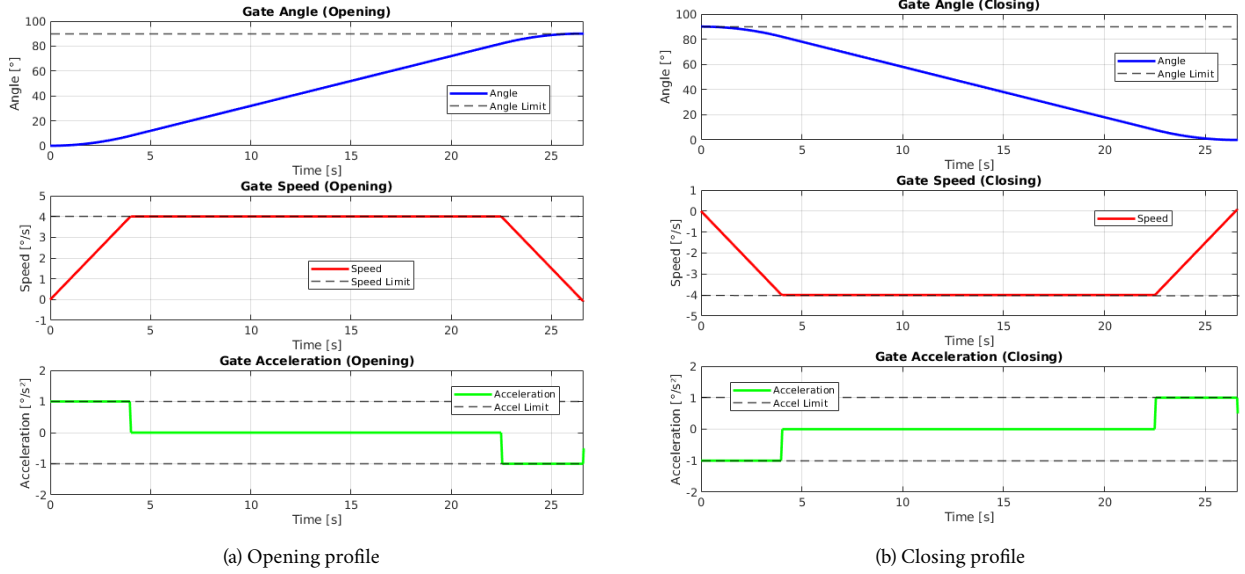 Gate Angle (Opening)
100
80
60
40
20
0
Angle [°]
Angle
Angle Limit
0 5 10 15 20 25
Time [s]
Gate Speed (Opening)
5
4
3
2
1
0
-1
Speed [°/s]
Speed
Speed Limit
0 5 10 15 20 25
Time [s]
Gate Acceleration (Opening)
2
1
0
-1
-2
Acceleration [°/s²]
Acceleration
Accel Limit
0 5 10 15 20 25
Time [s]
(a) Opening profile
Gate Angle (Closing)
100
80
60
40
20
0
Angle [°]
Angle
Angle Limit
0 5 10 15 20 25
Time [s]
Gate Speed (Closing)
1
0
-1
-2
-3
-4
-5
Speed [°/s]
Speed
0 5 10 15 20 25
Time [s]
Gate Acceleration (Closing)
2
1
0
-1
-2
Acceleration [°/s²]
Acceleration
Accel Limit
0 5 10 15 20 25
Time [s]
(b) Closing profile